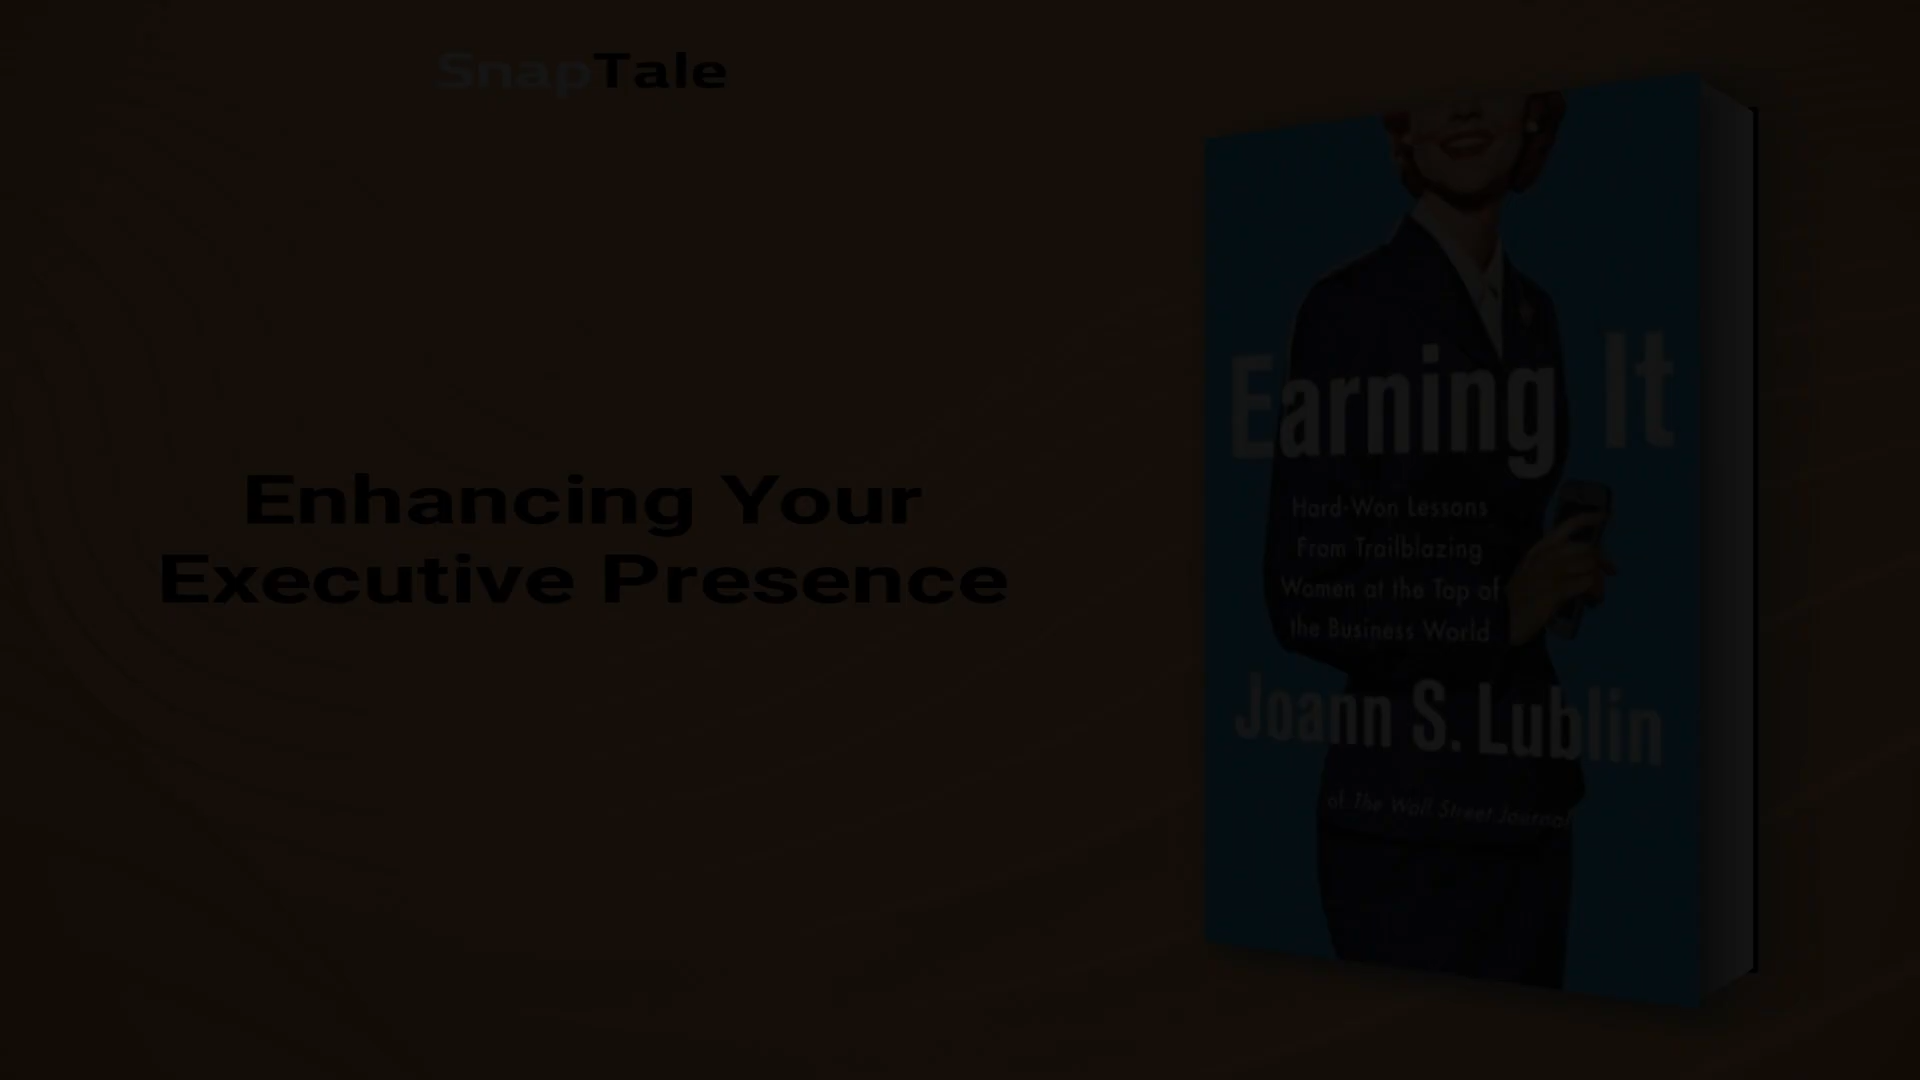 SnapTale
Enhancing Your
Executive Presence
Earning It
Hard-Won Lessons
From Trailblazing
Women at the Top of
the Business World
Joann S. Lublin
of The Wall Street Journal